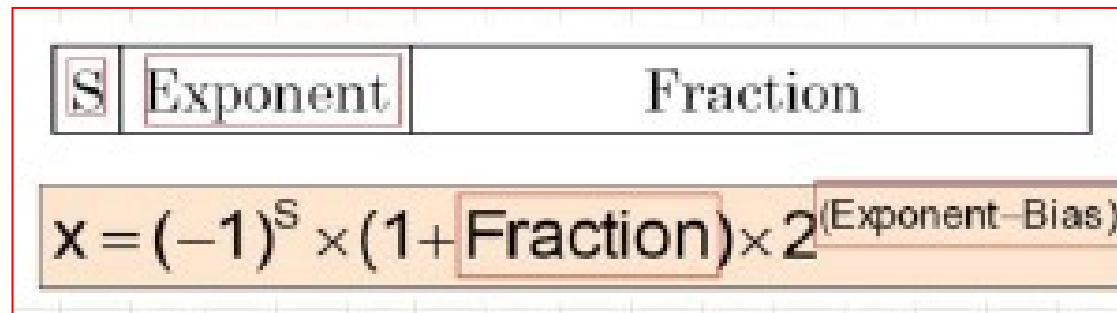 S Exponent Fraction
x = (−1)^S × (1+Fraction) × 2^(Exponent−Bias)